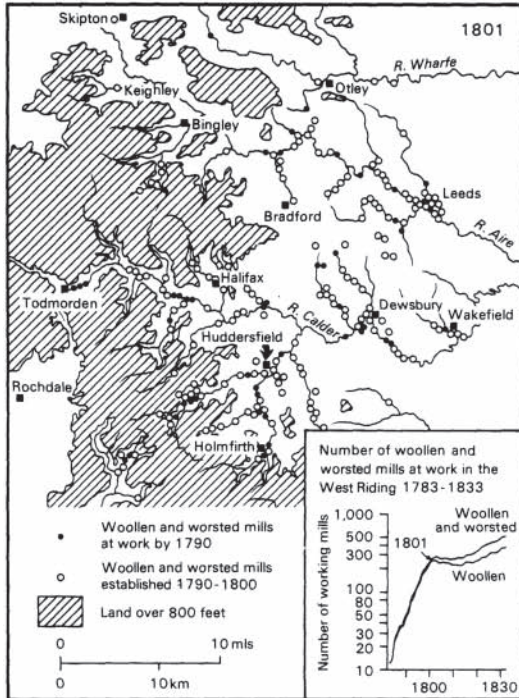 1801
Skipton
R. Wharfe
Keighley
Otley
Bingley
Leeds
Bradford
R. Aire
Halifax
Todmorden
R. Calder
Dewsbury
Wakefield
Huddersfield
Rochdale
Holmfirth
Woollen and worsted mills
at work by 1790
Woollen and worsted mills
established 1790-1800
Land over 800 feet
0 10 mls
0 10 km
Number of woollen and
worsted mills at work in the
West Riding 1783-1833
Number of working mills
1,000
500
300
100
80
50
30
20
10
Woollen
and worsted
1801
Woollen
1800 1830